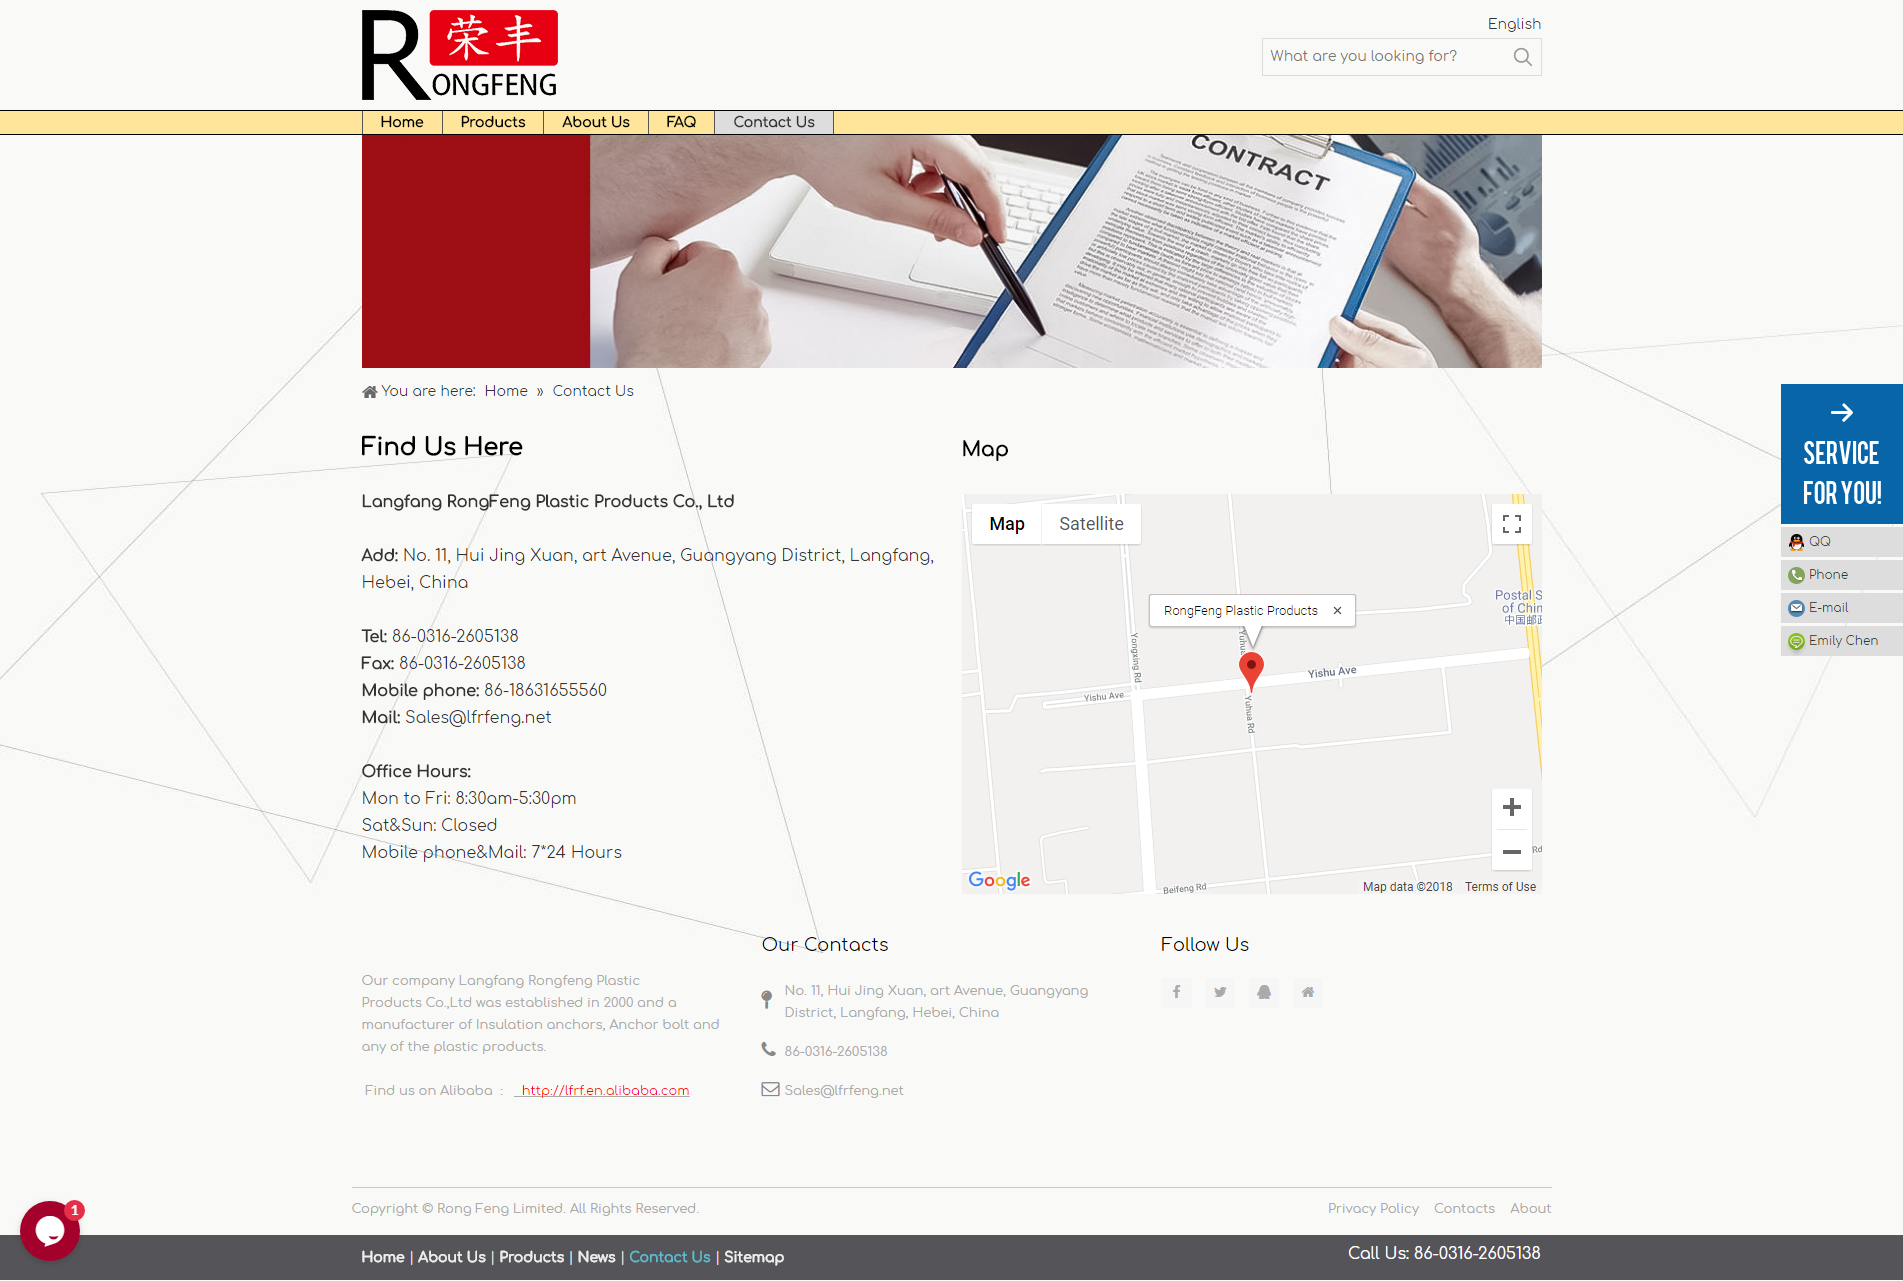 R 荣丰
ONGFENG
English
What are you looking for?
Home
Products
About Us
FAQ
Contact Us
CONTRACT
You are here: Home » Contact Us
Find Us Here
Langfang RongFeng Plastic Products Co., Ltd
Add: No. 11, Hui Jing Xuan, art Avenue, Guangyang District, Langfang,
Hebei, China
Tel: 86-0316-2605138
Fax: 86-0316-2605138
Mobile phone: 86-18631655560
Mail: Sales@lfrfeng.net
Office Hours:
Mon to Fri: 8:30am-5:30pm
Sat&Sun: Closed
Mobile phone&Mail: 7*24 Hours
Map
Map
Satellite
RongFeng Plastic Products
Postal S
of Chin
中国邮政
Yongxing Rd
Yuhua
Yishu Ave
Yishu Ave
Yuhua Rd
Rd
Beifeng Rd
Google
Map data ©2018 Terms of Use
SERVICE
FOR YOU!
QQ
Phone
E-mail
Emily Chen
Our company Langfang Rongfeng Plastic
Products Co.,Ltd was established in 2000 and a
manufacturer of Insulation anchors, Anchor bolt and
any of the plastic products.
Find us on Alibaba : http://lfrf.en.alibaba.com
Our Contacts
No. 11, Hui Jing Xuan, art Avenue, Guangyang
District, Langfang, Hebei, China
86-0316-2605138
Sales@lfrfeng.net
Follow Us
Copyright © Rong Feng Limited. All Rights Reserved.
Privacy Policy Contacts About
1
Home | About Us | Products | News | Contact Us | Sitemap
Call Us: 86-0316-2605138